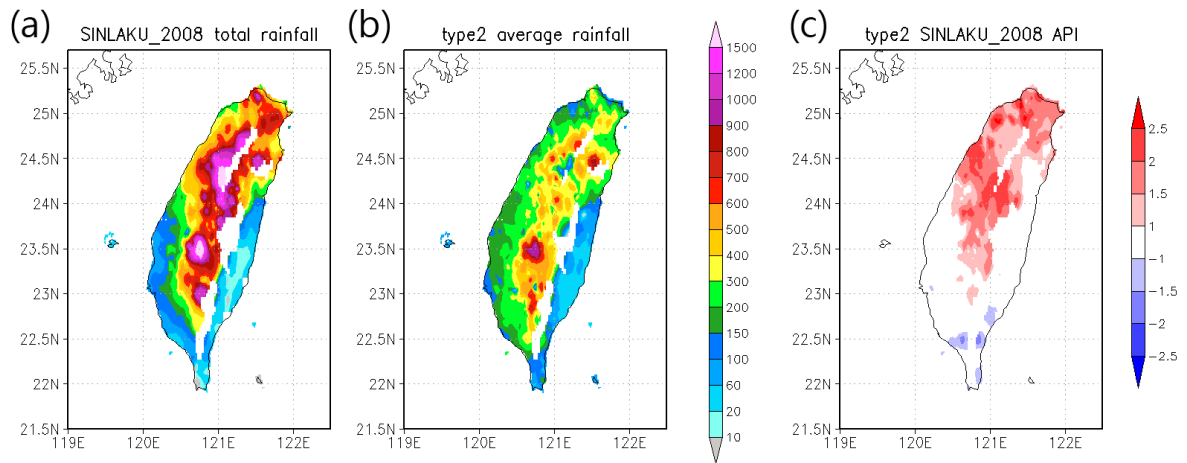 (a)
SINLAKU_2008 total rainfall
25.5N
25N
24.5N
24N
23.5N
23N
22.5N
22N
21.5N
119E 120E 121E 122E
(b)
type2 average rainfall
25.5N
25N
24.5N
24N
23.5N
23N
22.5N
22N
21.5N
119E 120E 121E 122E
1500
1200
1000
900
800
700
600
500
400
300
200
150
100
60
20
10
(c)
type2 SINLAKU_2008 API
25.5N
25N
24.5N
24N
23.5N
23N
22.5N
22N
21.5N
119E 120E 121E 122E
2.5
2
1.5
1
−1
−1.5
−2
−2.5